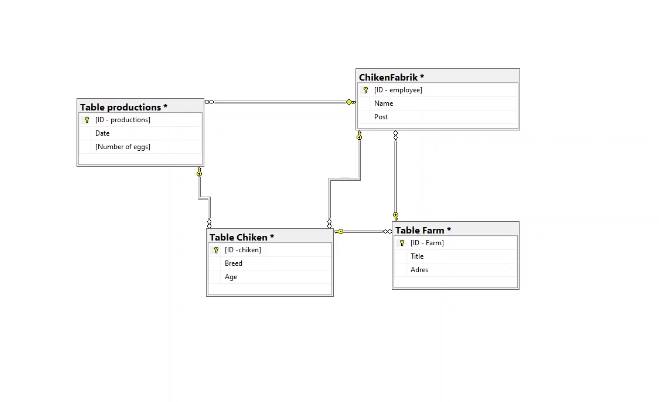 ChikenFabrik *
[ID - employee]
Name
Post
Table productions *
[ID - productions]
Date
[Number of eggs]
Table Chiken *
[ID -chiken]
Breed
Age
Table Farm *
[ID - Farm]
Title
Adres